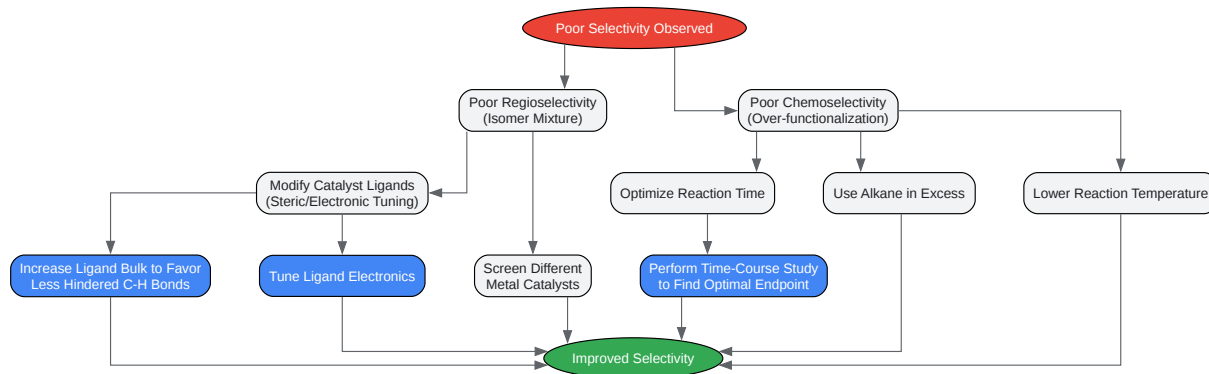 Poor Selectivity Observed
Poor Regioselectivity
(Isomer Mixture)
Poor Chemoselectivity
(Over-functionalization)
Modify Catalyst Ligands
(Steric/Electronic Tuning)
Optimize Reaction Time
Use Alkane in Excess
Lower Reaction Temperature
Increase Ligand Bulk to Favor
Less Hindered C-H Bonds
Tune Ligand Electronics
Screen Different
Metal Catalysts
Perform Time-Course Study
to Find Optimal Endpoint
Improved Selectivity